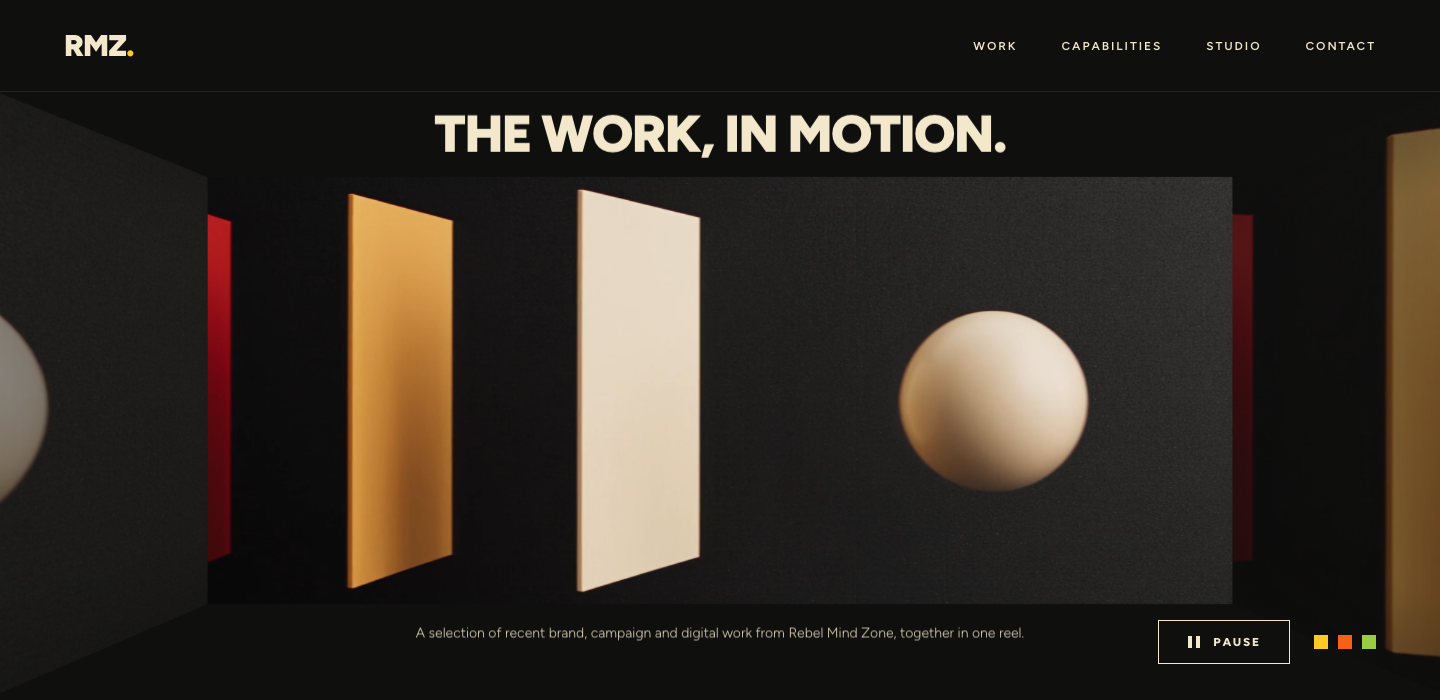 RMZ.
WORK
CAPABILITIES
STUDIO
CONTACT
THE WORK, IN MOTION.
A selection of recent brand, campaign and digital work from Rebel Mind Zone, together in one reel.
PAUSE